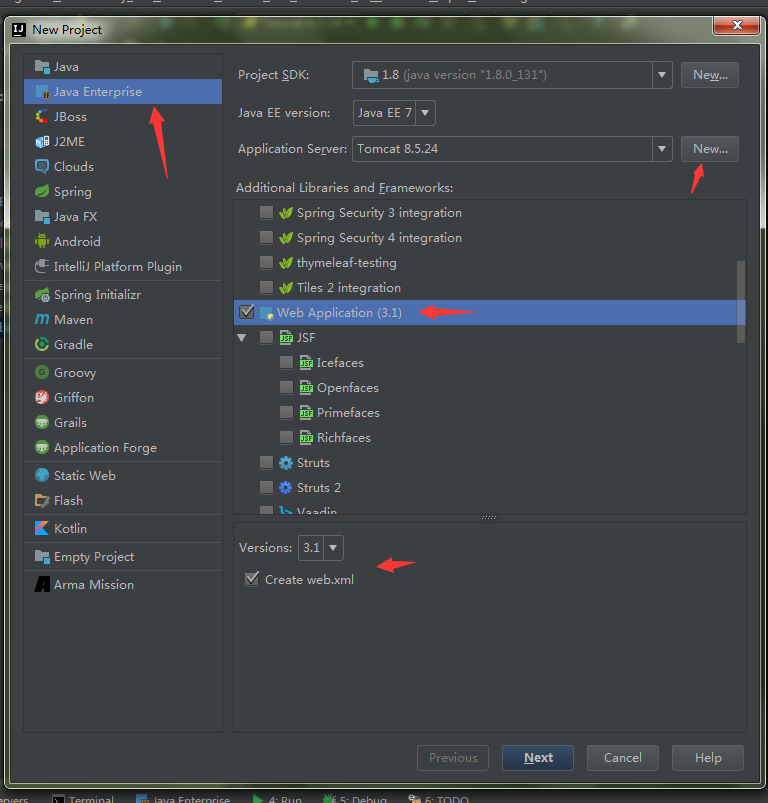 New Project
Java
Java Enterprise
JBoss
J2ME
Clouds
Spring
Java FX
Android
IntelliJ Platform Plugin
Spring Initializr
Maven
Gradle
Groovy
Griffon
Grails
Application Forge
Static Web
Flash
Kotlin
Empty Project
Arma Mission
Project SDK: 1.8 (java version "1.8.0_131") New...
Java EE version: Java EE 7
Application Server: Tomcat 8.5.24 New...
Additional Libraries and Frameworks:
Spring Security 3 integration
Spring Security 4 integration
thymeleaf-testing
Tiles 2 integration
Web Application (3.1)
JSF
Icefaces
Openfaces
Primefaces
Richfaces
Struts
Struts 2
Vaadin
Versions: 3.1
Create web.xml
Previous Next Cancel Help
Terminal Java Enterprise 4: Run 5: Debug 6: TODO